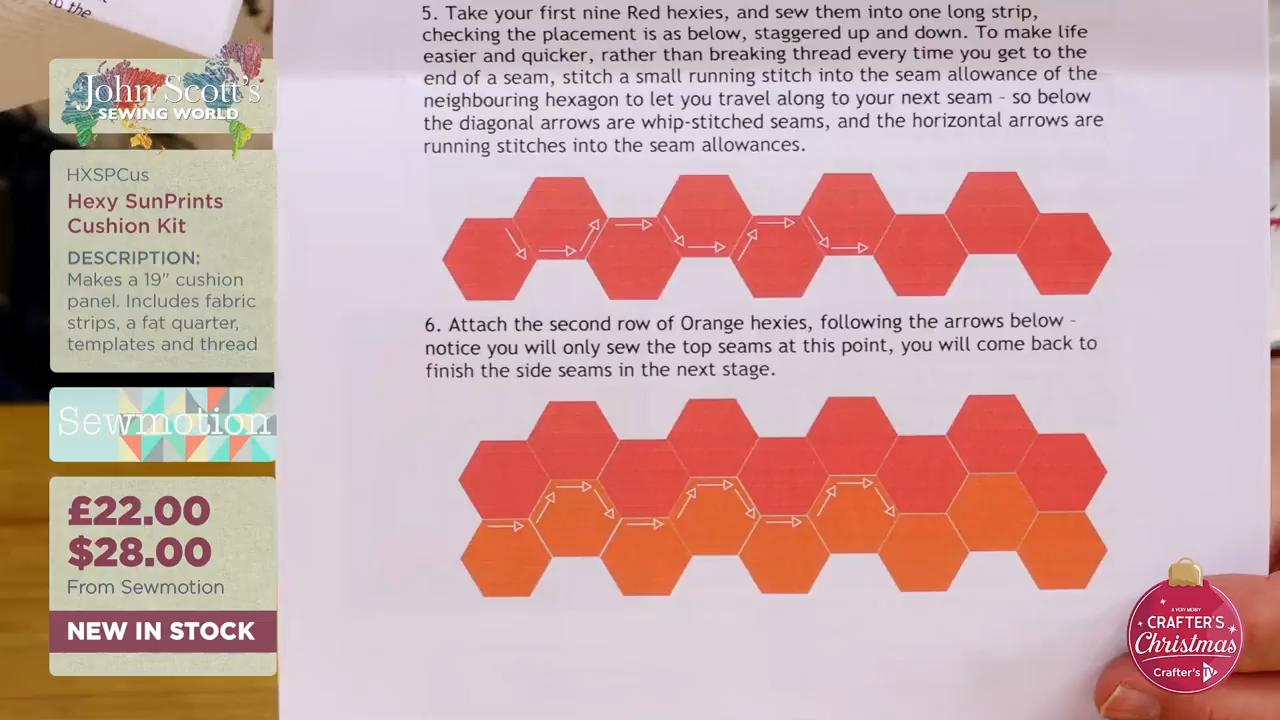 to the
John Scott's
SEWING WORLD
HXSPCus
Hexy SunPrints
Cushion Kit
DESCRIPTION:
Makes a 19" cushion
panel. Includes fabric
strips, a fat quarter,
templates and thread
Sewmotion
£22.00
$28.00
From Sewmotion
NEW IN STOCK
5. Take your first nine Red hexies, and sew them into one long strip,
checking the placement is as below, staggered up and down. To make life
easier and quicker, rather than breaking thread every time you get to the
end of a seam, stitch a small running stitch into the seam allowance of the
neighbouring hexagon to let you travel along to your next seam - so below
the diagonal arrows are whip-stitched seams, and the horizontal arrows are
running stitches into the seam allowances.
6. Attach the second row of Orange hexies, following the arrows below -
notice you will only sew the top seams at this point, you will come back to
finish the side seams in the next stage.
A VERY MERRY
CRAFTER'S
Christmas
Crafter's TV